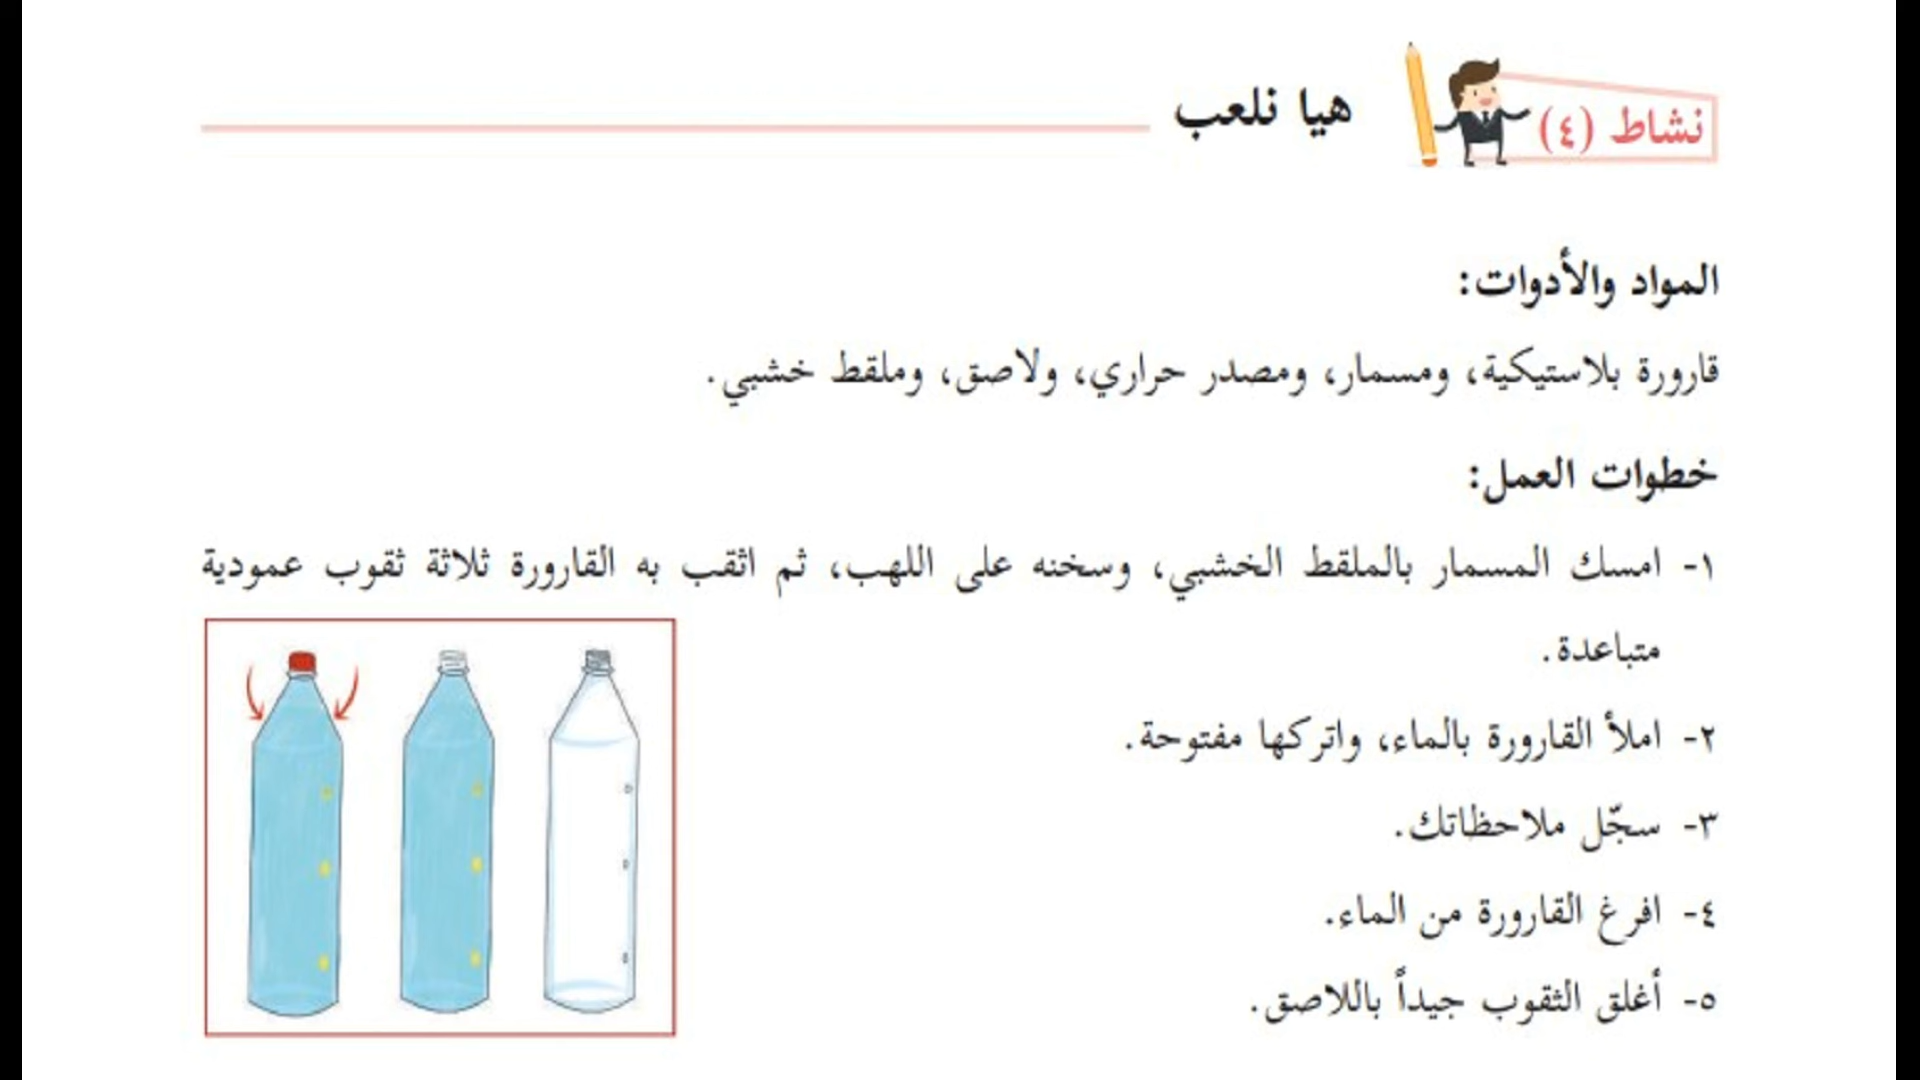 نشاط (٤)
هيا نلعب
المواد والأدوات:
قارورة بلاستيكية، ومسمار، ومصدر حراري، ولاصق، وملقط خشبي.
خطوات العمل:
١- امسك المسمار بالملقط الخشبي، وسخنه على اللهب، ثم اثقب به القارورة ثلاثة ثقوب عمودية
متباعدة.
٢- املأ القارورة بالماء، واتركها مفتوحة.
٣- سجّل ملاحظاتك.
٤- افرغ القارورة من الماء.
٥- أغلق الثقوب جيداً باللاصق.